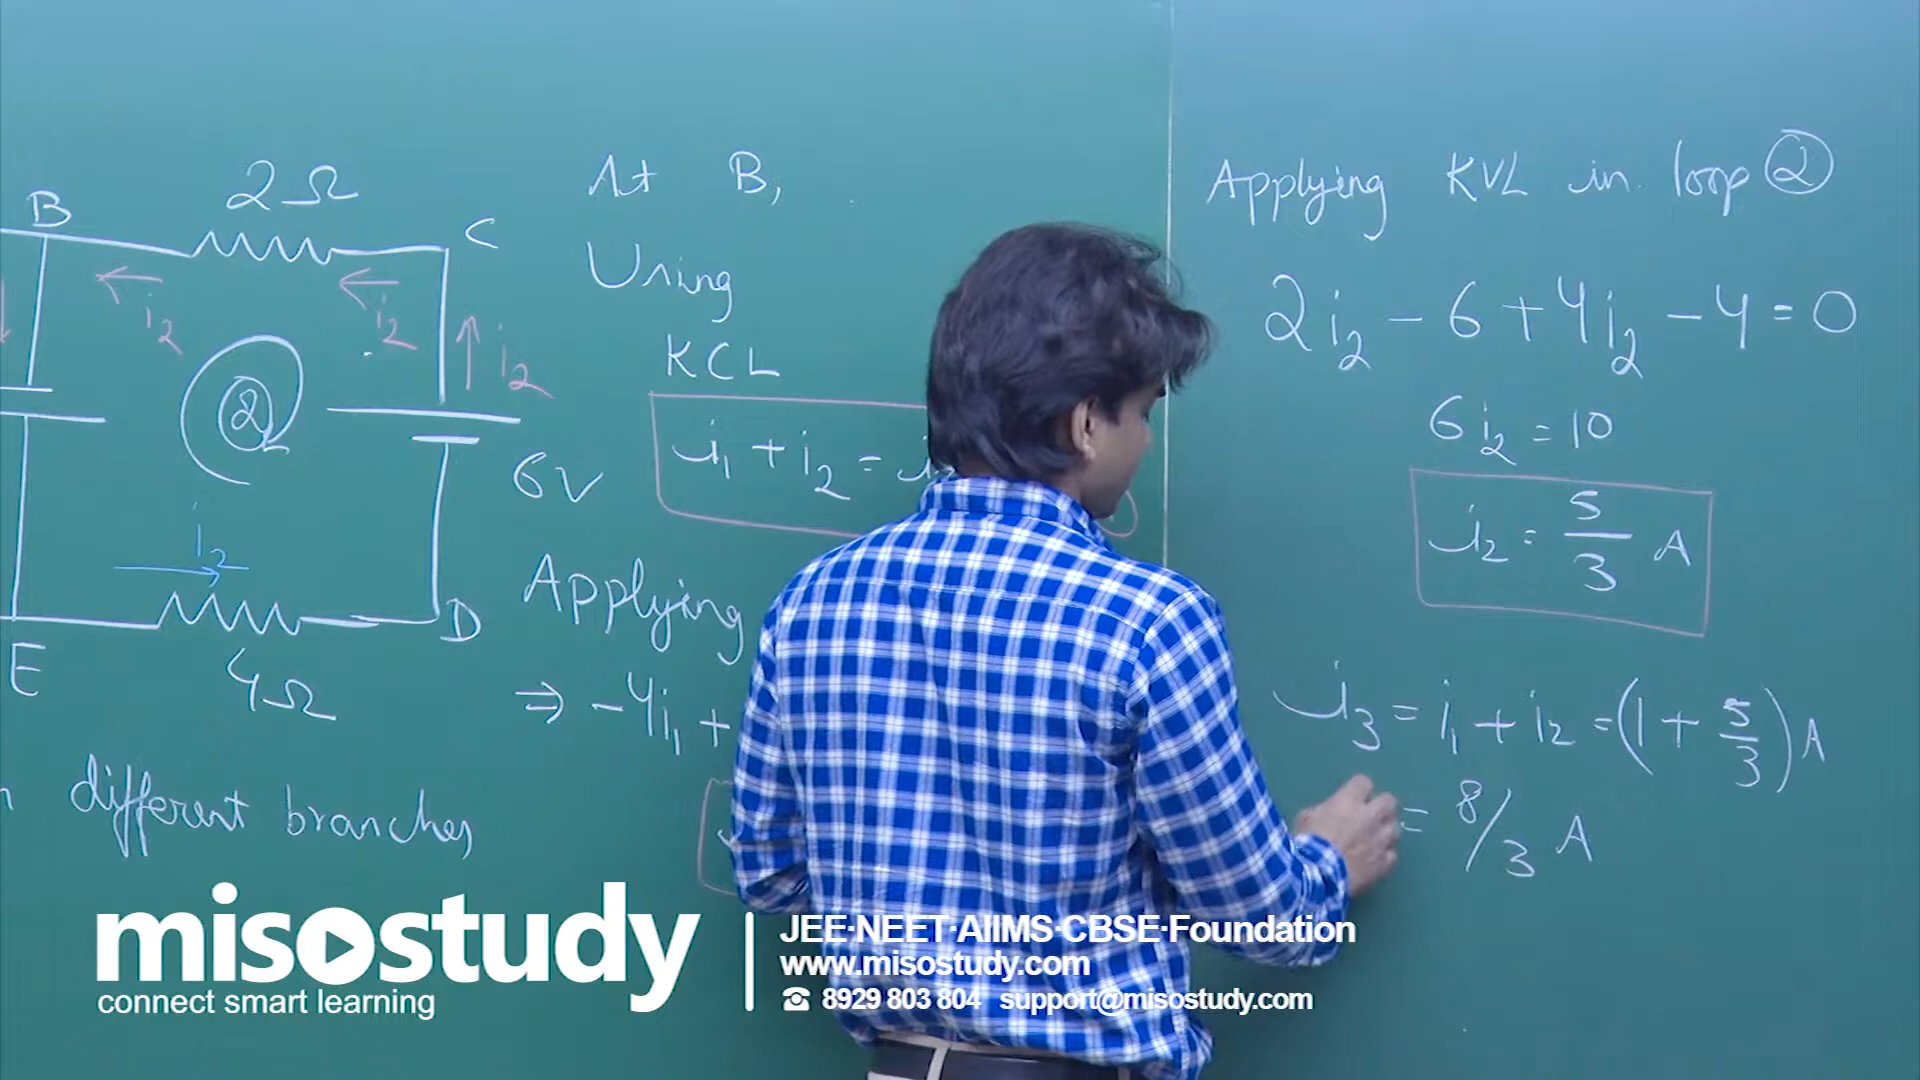 B
2Ω
C
i2
i2
i2
2
6V
i2
E
4Ω
D
different branches
At B,
Using
KCL
i1 + i2 =
Applying
⇒ -4i1 +
Applying KVL in loop 2
2i2 - 6 + 4i2 - 4 = 0
6i2 = 10
i2 = 5/3 A
i3 = i1 + i2 = (1 + 5/3) A
= 8/3 A
misostudy
connect smart learning
JEE·NEET·AIIMS·CBSE·Foundation
www.misostudy.com
☎ 8929 803 804 support@misostudy.com